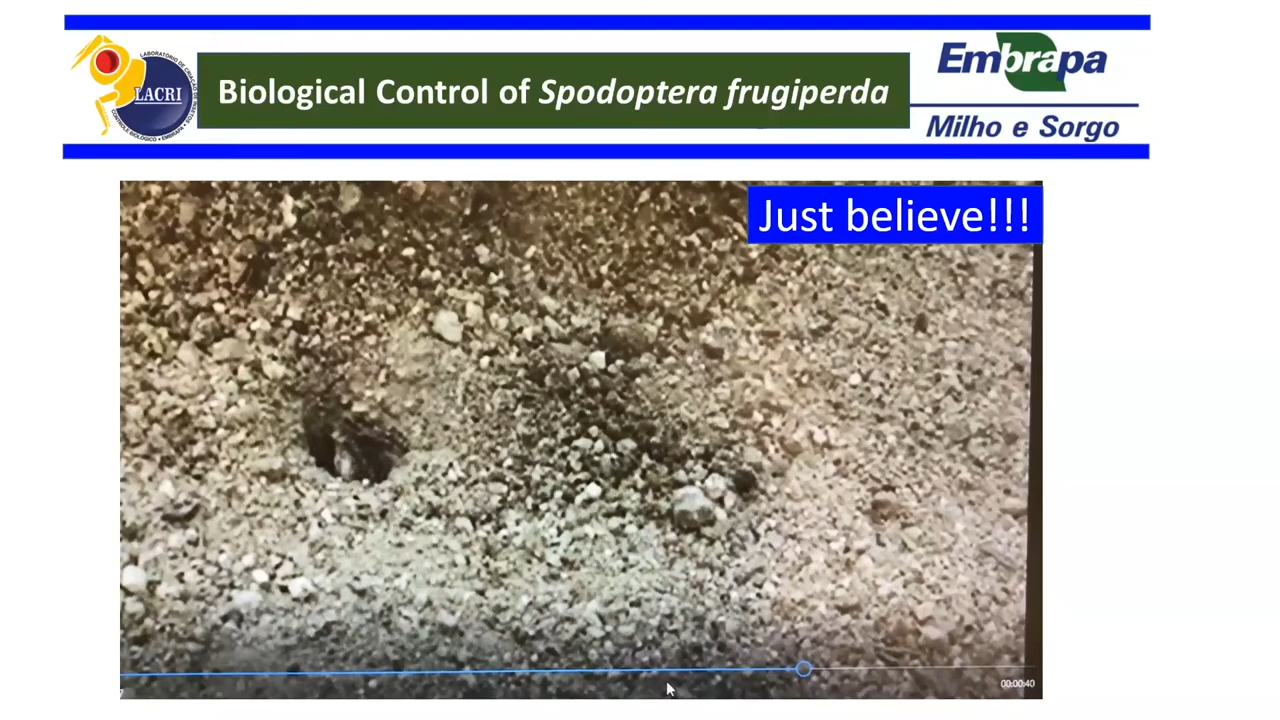 LACRI
Biological Control of Spodoptera frugiperda
Embrapa
Milho e Sorgo
Just believe!!!
00:00:40